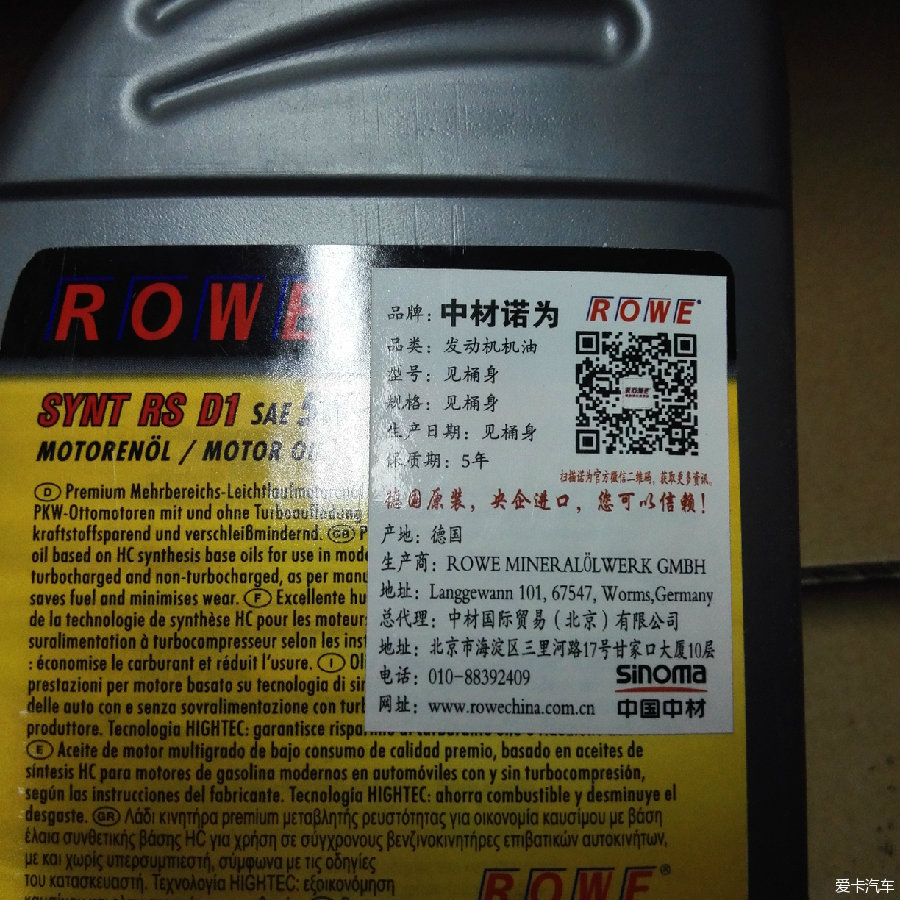 ROWE
SYNT RS D1 SAE
MOTORENÖL / MOTOR
D Premium Mehrbereichs-Leichtlaufmotorenöl
PKW-Ottomotoren mit und ohne Turboaufladung
kraftstoffsparend und verschleißmindernd. GB
oil based on HC synthesis base oils for use in
turbocharged and non-turbocharged, as per
saves fuel and minimises wear. F Excellente
de la technologie de synthèse HC pour les moteurs
suralimentation à turbocompresseur selon les
: économise le carburant et réduit l'usure. I
prestazioni per motore basato su tecnologia di
delle auto con e senza sovralimentazione con
produttore. Tecnologia HIGHTEC: garantisce
E Aceite de motor multigrado de bajo consumo de calidad premio, basado en aceites de
síntesis HC para motores de gasolina modernos en automóviles con y sin turbocompresión,
según las instrucciones del fabricante. Tecnología HIGHTEC: ahorra combustible y desminuye el
desgaste. GR Λάδι κινητήρα premium μεταβλητής ρευστότητας για οικονομία καυσίμου με βάση
έλαια συνθετικής βάσης HC για χρήση σε σύγχρονους βενζινοκινητήρες επιβατικών αυτοκινήτων,
με και χωρίς υπερσυμπιεστή, σύμφωνα με τις οδηγίες
του κατασκευαστή. Τεχνολογία HIGHTEC: εξοικονόμηση
ROWE®
品牌：中材诺为
ROWE®
品类：发动机机油
型号：见桶身
规格：见桶身
生产日期：见桶身
保质期：5年
扫描诺为官方微信二维码，获取更多资讯。
德国原装，央企进口，您可以信赖！
产地：德国
生产商：ROWE MINERALÖLWERK GMBH
地址：Langgewann 101, 67547, Worms,Germany
总代理：中材国际贸易（北京）有限公司
地址：北京市海淀区三里河路17号甘家口大厦10层
电话：010-88392409
网址：www.rowechina.com.cn
sinoma
中国中材
爱卡汽车